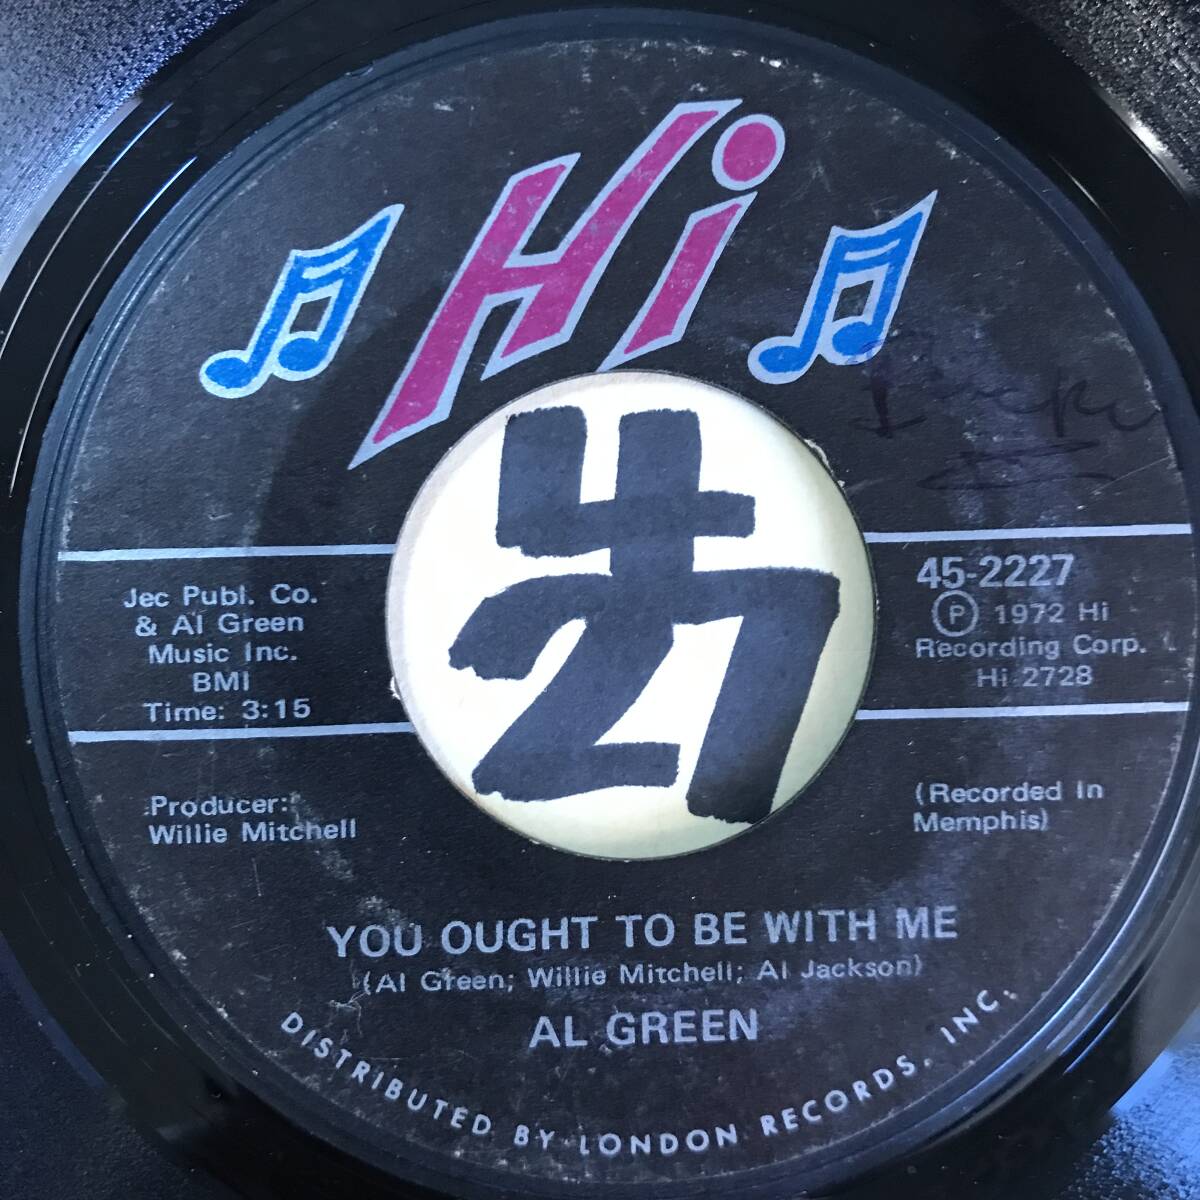 Hi
Jec Publ. Co.
& Al Green
Music Inc.
BMI
Time: 3:15
45-2227
Ⓟ 1972 Hi
Recording Corp.
Hi 2728
4
27
Producer:
Willie Mitchell
(Recorded In
Memphis)
YOU OUGHT TO BE WITH ME
(Al Green; Willie Mitchell; Al Jackson)
AL GREEN
DISTRIBUTED BY LONDON RECORDS, INC.